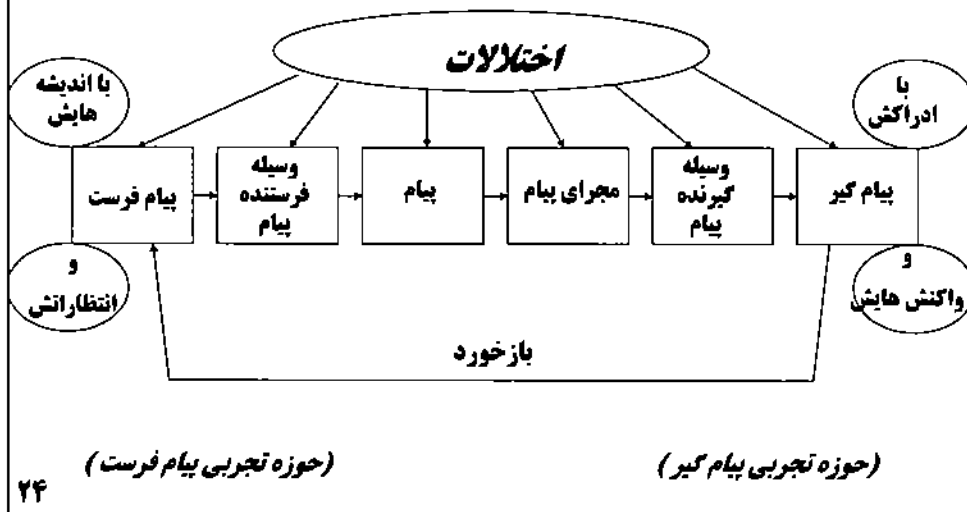 اختلالات
با اندیشه
هایش
با
ادراکش
پیام فرست
وسیله
فرستنده
پیام
پیام
مجرای پیام
وسیله
گیرنده
پیام
پیام گیر
و
انتظاراتش
و
واکنش هایش
بازخورد
(حوزه تجربی پیام فرست)
(حوزه تجربی پیام گیر)
۲۴